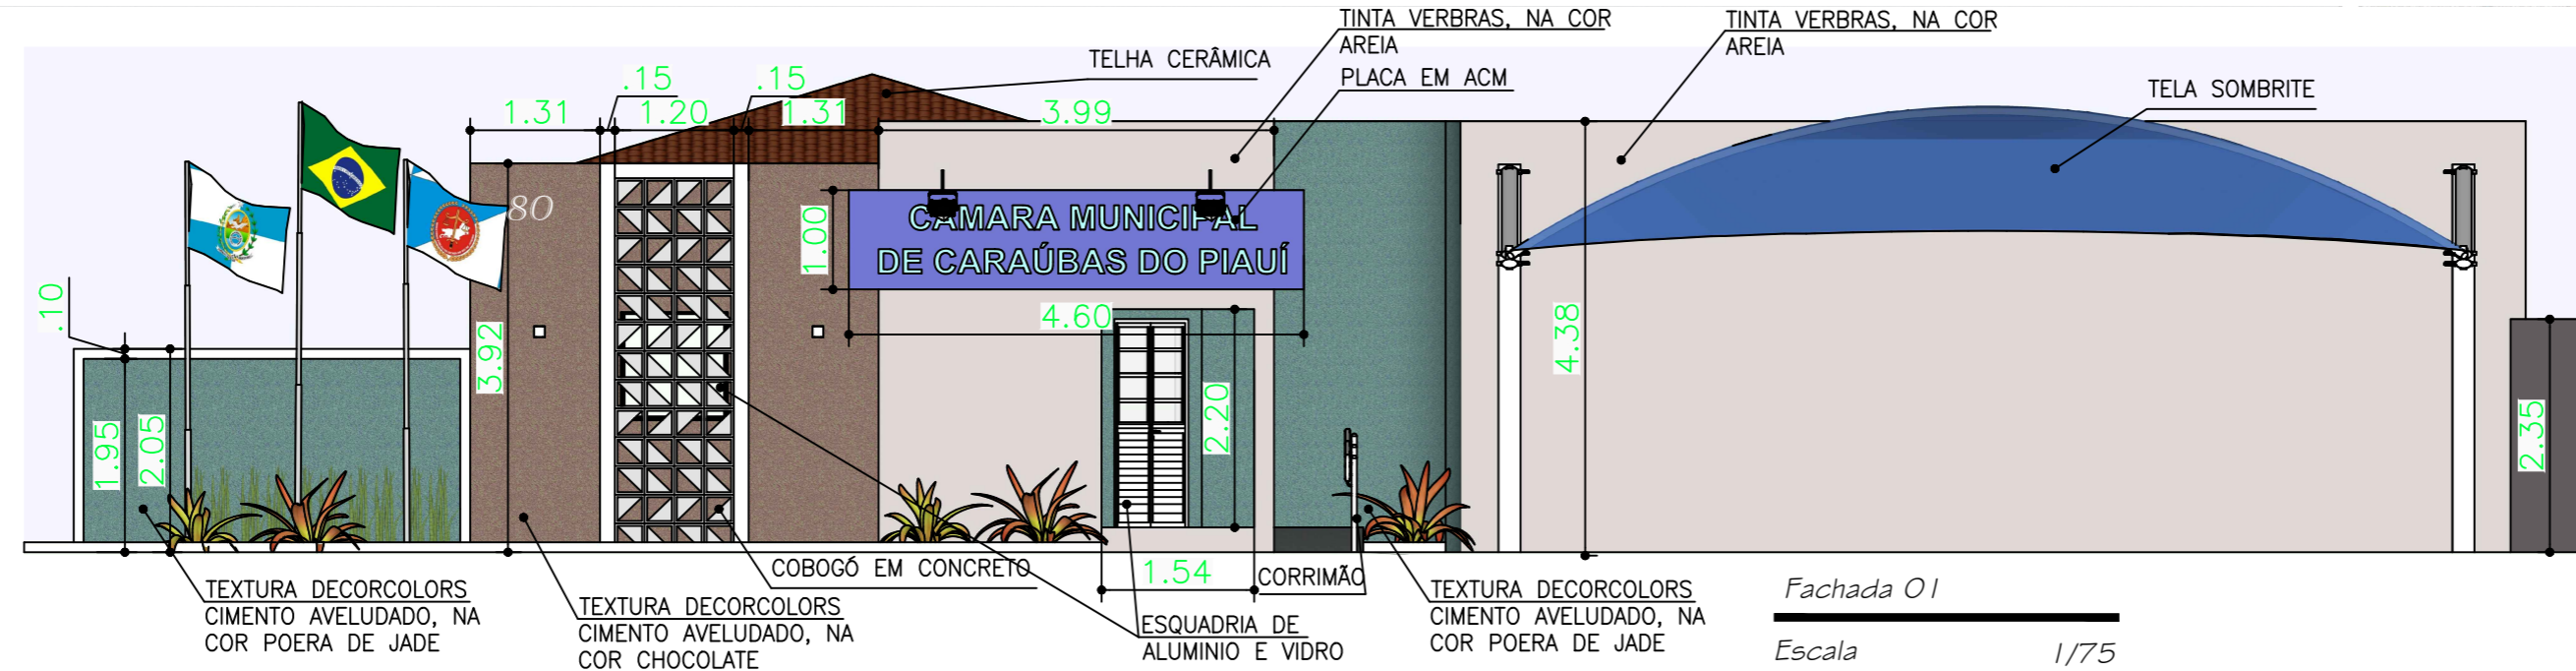 TINTA VERBRAS, NA COR
AREIA
TINTA VERBRAS, NA COR
AREIA
TELHA CERÂMICA
PLACA EM ACM
TELA SOMBRITE
.15
.15
1.31
1.20
1.31
3.99
80
1.00
CÂMARA MUNICIPAL
DE CARAÚBAS DO PIAUÍ
.10
4.60
3.92
4.38
1.95
2.05
2.20
2.35
COBOGÓ EM CONCRETO
1.54
CORRIMÃO
TEXTURA DECORCOLORS
CIMENTO AVELUDADO, NA
COR POERA DE JADE
TEXTURA DECORCOLORS
CIMENTO AVELUDADO, NA
COR CHOCOLATE
ESQUADRIA DE
ALUMINIO E VIDRO
TEXTURA DECORCOLORS
CIMENTO AVELUDADO, NA
COR POERA DE JADE
Fachada 01
Escala 1/75